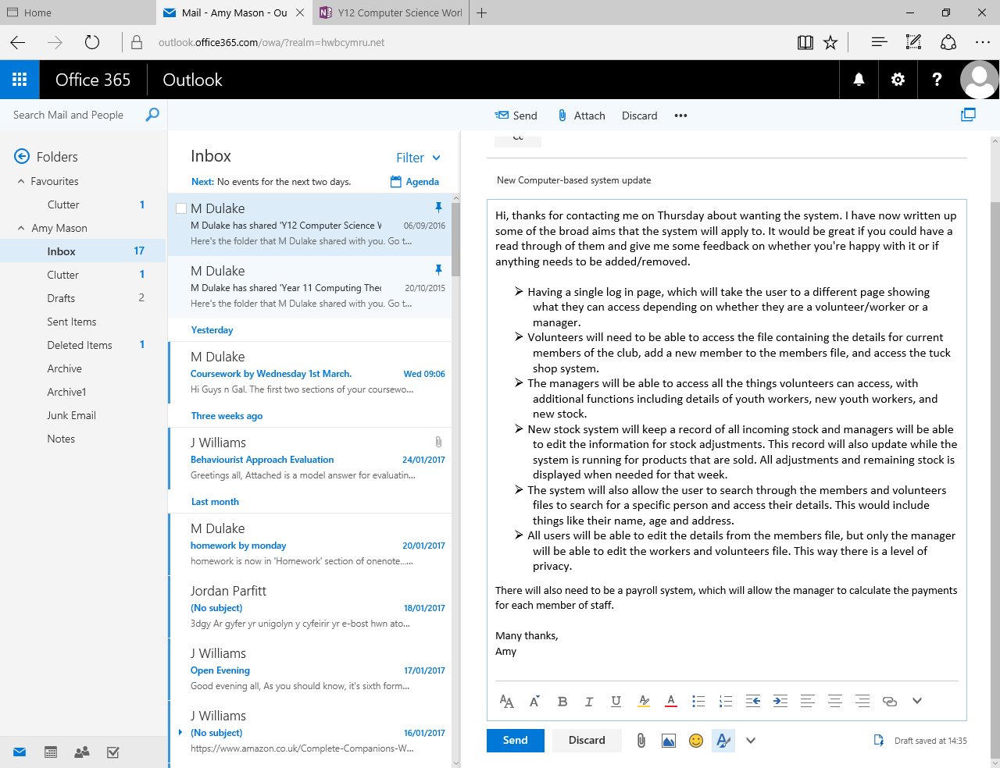 Home
Mail - Amy Mason - Ou
Y12 Computer Science Worl
outlook.office365.com/owa/?realm=hwbcymru.net
Office 365
Outlook
?
Search Mail and People
Send
Attach
Discard
Folders
Favourites
Clutter 1
Amy Mason
Inbox 17
Clutter 1
Drafts 2
Sent Items
Deleted Items 1
Archive
Archive1
Junk Email
Notes
Inbox
Filter
Next: No events for the next two days.
Agenda
M Dulake
M Dulake has shared 'Y12 Computer Science 06/09/2016
Here's the folder that M Dulake shared with you. Go t...
M Dulake
M Dulake has shared 'Year 11 Computing Theo 20/10/2015
Here's the folder that M Dulake shared with you. Go t...
Yesterday
M Dulake
Coursework by Wednesday 1st March. Wed 09:06
Hi Guys n Gal. The first two sections of your coursewo...
Three weeks ago
J Williams
Behaviourist Approach Evaluation 24/01/2017
Greetings all, Attached is a model answer for evaluatin...
Last month
M Dulake
homework by monday 20/01/2017
homework is now in 'Homework' section of onenote......
Jordan Parfitt
(No subject) 18/01/2017
3dgy Ar gyfer yr unigolyn y cyfeirir yr e-bost hwn ato...
J Williams
Open Evening 17/01/2017
Good evening all, As you should know, it's sixth form...
J Williams
(No subject) 16/01/2017
https://www.amazon.co.uk/Complete-Companions-W...
Cc
New Computer-based system update
Hi, thanks for contacting me on Thursday about wanting the system. I have now written up
some of the broad aims that the system will apply to. It would be great if you could have a
read through of them and give me some feedback on whether you're happy with it or if
anything needs to be added/removed.
➢ Having a single log in page, which will take the user to a different page showing
what they can access depending on whether they are a volunteer/worker or a
manager.
➢ Volunteers will need to be able to access the file containing the details for current
members of the club, add a new member to the members file, and access the tuck
shop system.
➢ The managers will be able to access all the things volunteers can access, with
additional functions including details of youth workers, new youth workers, and
new stock.
➢ New stock system will keep a record of all incoming stock and managers will be able
to edit the information for stock adjustments. This record will also update while the
system is running for products that are sold. All adjustments and remaining stock is
displayed when needed for that week.
➢ The system will also allow the user to search through the members and volunteers
files to search for a specific person and access their details. This would include
things like their name, age and address.
➢ All users will be able to edit the details from the members file, but only the manager
will be able to edit the workers and volunteers file. This way there is a level of
privacy.
There will also need to be a payroll system, which will allow the manager to calculate the payments
for each member of staff.
Many thanks,
Amy
Send
Discard
Draft saved at 14:35